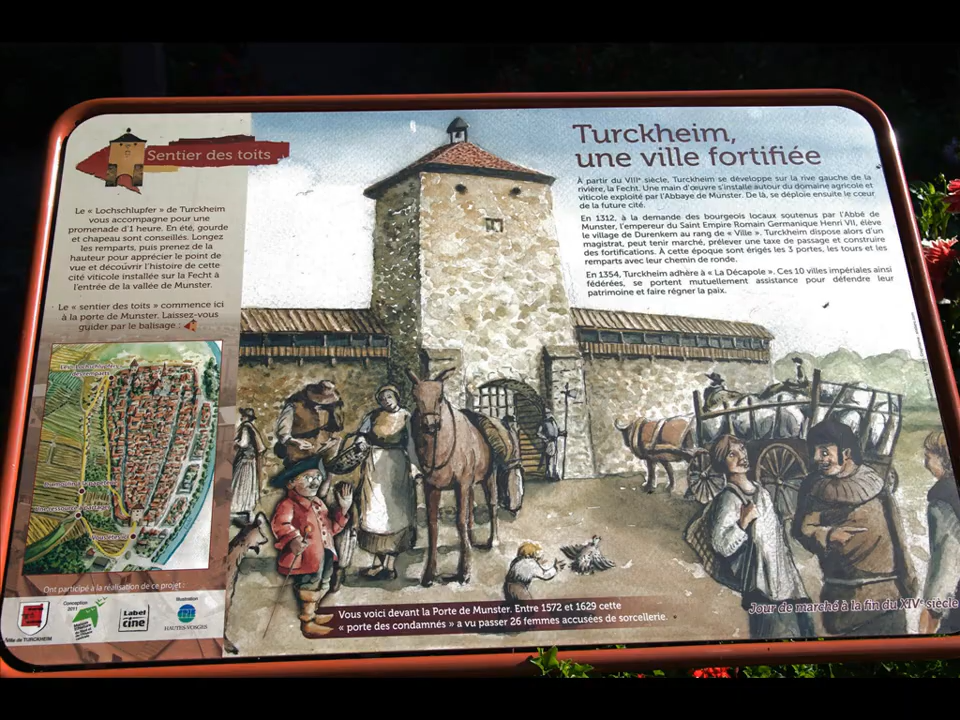 Sentier des toits
Le « Lochschlupfer » de Turckheim
vous accompagne pour une
promenade d'1 heure. En été, gourde
et chapeau sont conseillés. Longez
les remparts, puis prenez de la
hauteur pour apprécier le point de
vue et découvrir l'histoire de cette
cité viticole installée sur la Fecht à
l'entrée de la vallée de Munster.
Le « sentier des toits » commence ici
à la porte de Munster. Laissez-vous
guider par le balisage :
Ont participé à la réalisation de ce projet :
Ville de TURCKHEIM
Conception
2011
Label
Illustration
HAUTES-VOSGES
Turckheim,
une ville fortifiée
À partir du VIIIᵉ siècle, Turckheim se développe sur la rive gauche de la
rivière, la Fecht. Une main d'œuvre s'installe autour du domaine agricole et
viticole exploité par l'Abbaye de Munster. De là, se déploie ensuite le cœur
de la future cité.
En 1312, à la demande des bourgeois locaux soutenus par l'Abbé de
Munster, l'empereur du Saint Empire Romain Germanique Henri VII, élève
le village de Durenkem au rang de « Ville ». Turckheim dispose alors d'un
magistrat, peut tenir marché, prélever une taxe de passage et construire
des fortifications. À cette époque sont érigés les 3 portes, les tours et les
remparts avec leur chemin de ronde.
En 1354, Turckheim adhère à « La Décapole ». Ces 10 villes impériales ainsi
fédérées, se portent mutuellement assistance pour défendre leur
patrimoine et faire régner la paix.
Vous voici devant la Porte de Munster. Entre 1572 et 1629 cette
« porte des condamnés » a vu passer 26 femmes accusées de sorcellerie.
Jour de marché à la fin du XIVᵉ siècle